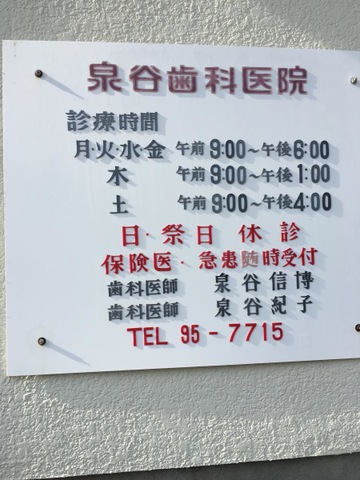 泉谷歯科医院
診療時間
月・火・水・金 午前 9:00～午後6:00
木 午前 9:00～午後1:00
土 午前 9:00～午後4:00
日・祭日 休診
保険医・急患随時受付
歯科医師 泉谷信博
歯科医師 泉谷紀子
TEL 95-7715